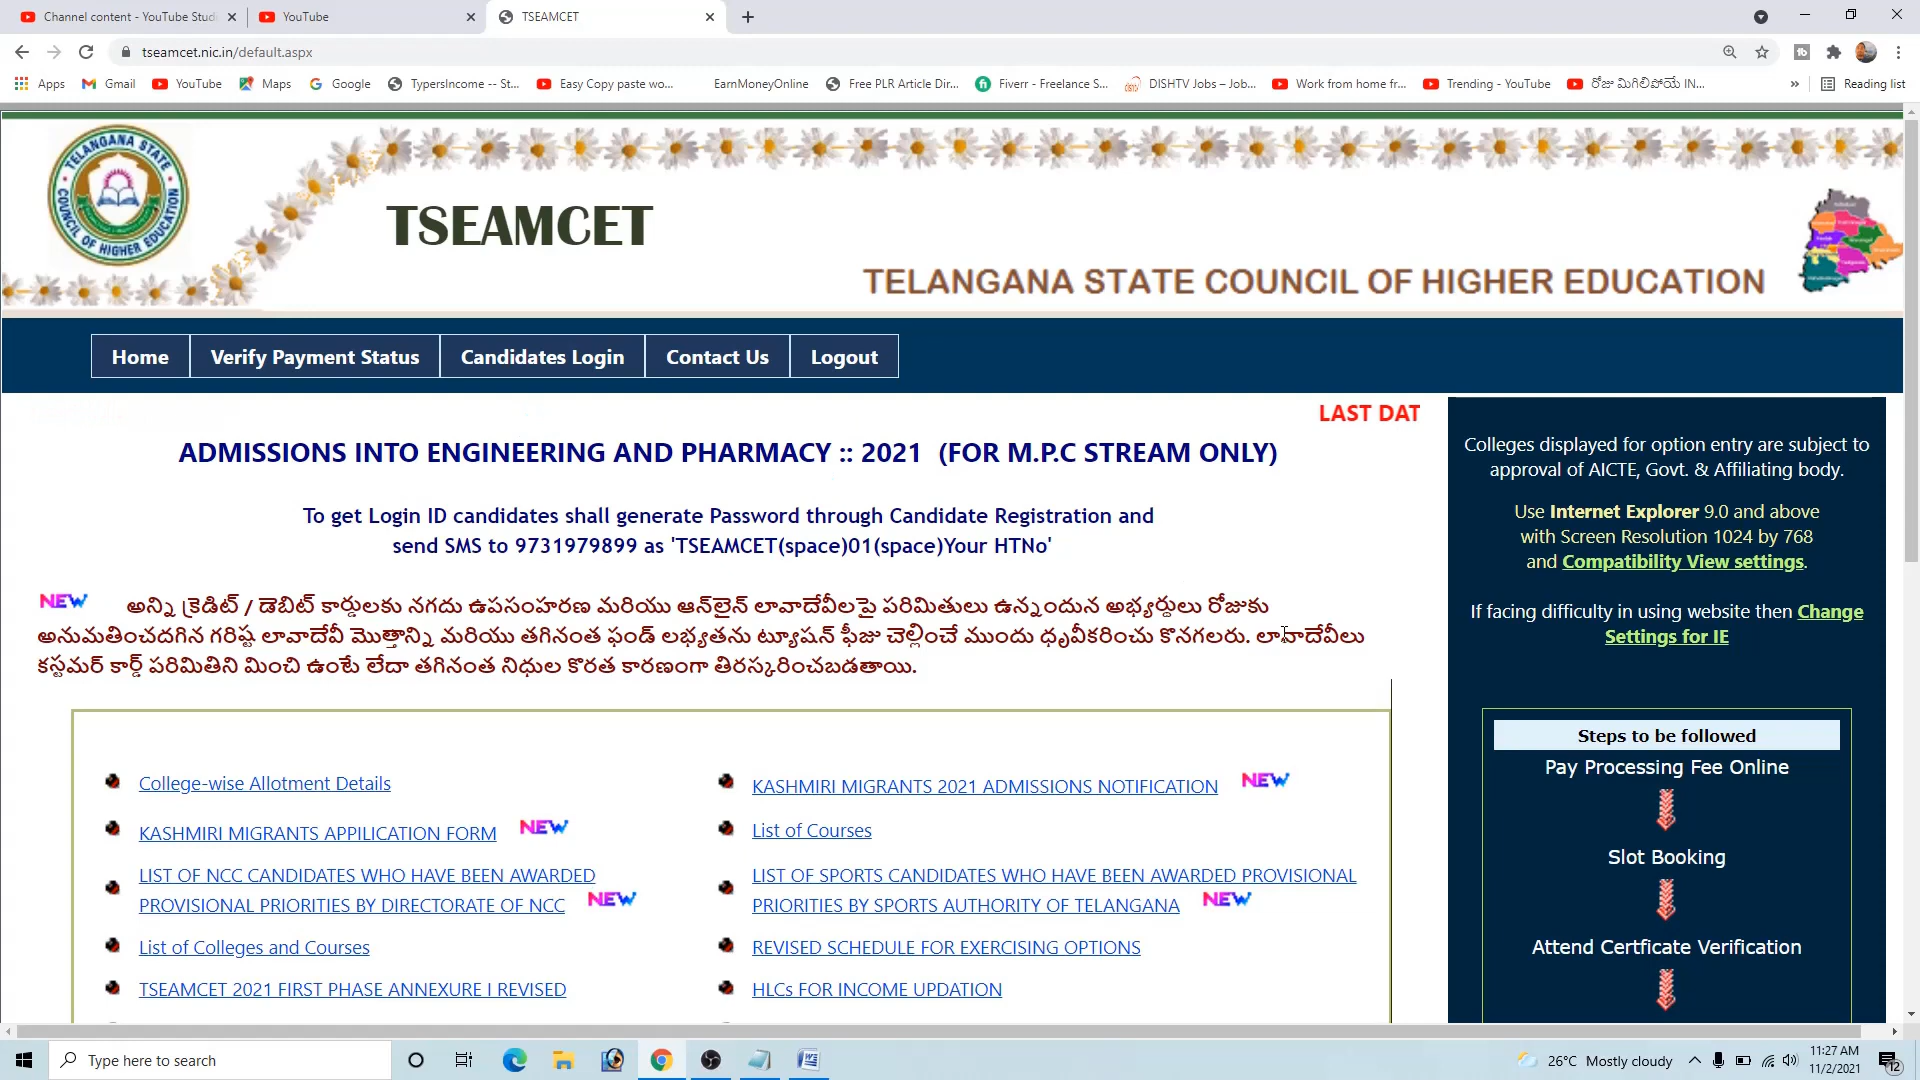 Channel content - YouTube Stud
YouTube
TSEAMCET
tseamcet.nic.in/default.aspx
Apps
Gmail
YouTube
Maps
Google
TypersIncome -- St...
Easy Copy paste wo...
EarnMoneyOnline
Free PLR Article Dir...
Fiverr - Freelance S...
DISHTV Jobs – Job...
Work from home fr...
Trending - YouTube
రోజు మిగిలిపోయే IN...
»
Reading list
TELANGANA STATE COUNCIL OF HIGHER EDUCATION
TSEAMCET
TELANGANA STATE COUNCIL OF HIGHER EDUCATION
Home
Verify Payment Status
Candidates Login
Contact Us
Logout
LAST DAT
ADMISSIONS INTO ENGINEERING AND PHARMACY :: 2021 (FOR M.P.C STREAM ONLY)
To get Login ID candidates shall generate Password through Candidate Registration and
send SMS to 9731979899 as 'TSEAMCET(space)01(space)Your HTNo'
NEW అన్ని క్రెడిట్ / డెబిట్ కార్డులకు నగదు ఉపసంహరణ మరియు ఆన్‌లైన్ లావాదేవీలపై పరిమితులు ఉన్నందున అభ్యర్థులు రోజుకు
అనుమతించదగిన గరిష్ట లావాదేవీ మొత్తాన్ని మరియు తగినంత ఫండ్ లభ్యతను ట్యూషన్ ఫీజు చెల్లించే ముందు ధృవీకరించు కొనగలరు. లావాదేవీలు
కస్టమర్ కార్డ్ పరిమితిని మించి ఉంటే లేదా తగినంత నిధుల కొరత కారణంగా తిరస్కరించబడతాయి.
College-wise Allotment Details
KASHMIRI MIGRANTS 2021 ADMISSIONS NOTIFICATION NEW
KASHMIRI MIGRANTS APPILICATION FORM NEW
List of Courses
LIST OF NCC CANDIDATES WHO HAVE BEEN AWARDED
PROVISIONAL PRIORITIES BY DIRECTORATE OF NCC NEW
LIST OF SPORTS CANDIDATES WHO HAVE BEEN AWARDED PROVISIONAL
PRIORITIES BY SPORTS AUTHORITY OF TELANGANA NEW
List of Colleges and Courses
REVISED SCHEDULE FOR EXERCISING OPTIONS
TSEAMCET 2021 FIRST PHASE ANNEXURE I REVISED
HLCs FOR INCOME UPDATION
Colleges displayed for option entry are subject to
approval of AICTE, Govt. & Affiliating body.
Use Internet Explorer 9.0 and above
with Screen Resolution 1024 by 768
and Compatibility View settings.
If facing difficulty in using website then Change
Settings for IE
Steps to be followed
Pay Processing Fee Online
Slot Booking
Attend Certficate Verification
Type here to search
26°C Mostly cloudy
11:27 AM
11/2/2021
12